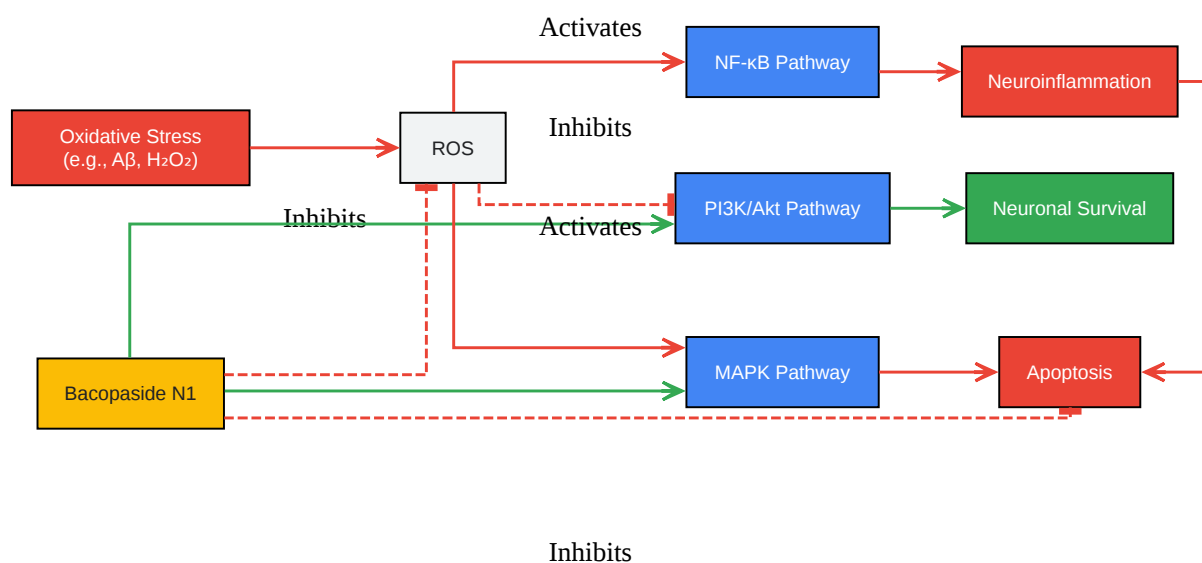 Activates
NF-κB Pathway
Neuroinflammation
Inhibits
Oxidative Stress
(e.g., Aβ, H₂O₂)
ROS
PI3K/Akt Pathway
Neuronal Survival
Inhibits
Activates
MAPK Pathway
Apoptosis
Bacopaside N1
Inhibits